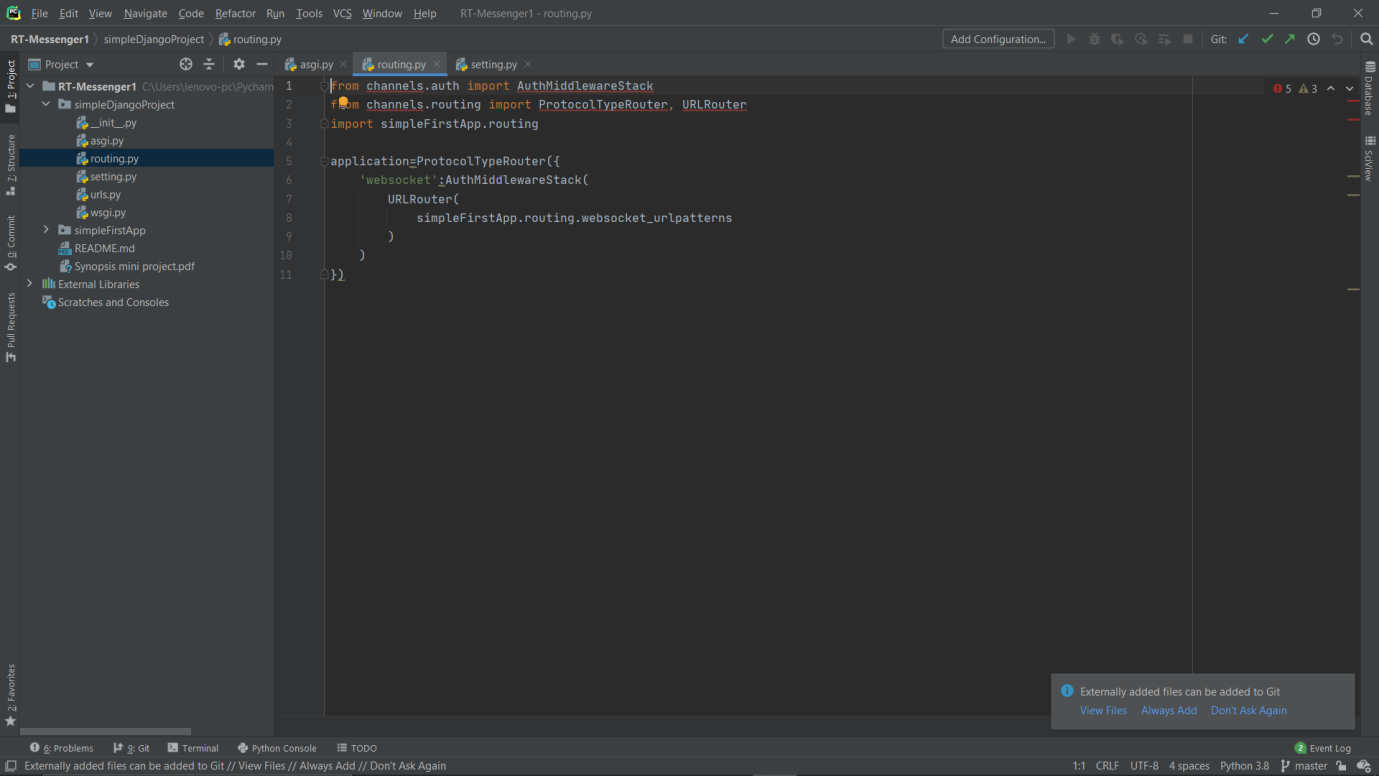 PC
File Edit View Navigate Code Refactor Run Tools VCS Window Help RT-Messenger1 - routing.py
RT-Messenger1 simpleDjangoProject routing.py Add Configuration... Git:
1: Project
7: Structure
0: Commit
Pull Requests
2: Favorites
Project
RT-Messenger1 C:\Users\lenovo-pc\Pycharm
simpleDjangoProject
__init__.py
asgi.py
routing.py
setting.py
urls.py
wsgi.py
simpleFirstApp
README.md
Synopsis mini project.pdf
External Libraries
Scratches and Consoles
asgi.py routing.py setting.py
1 from channels.auth import AuthMiddlewareStack
2 from channels.routing import ProtocolTypeRouter, URLRouter
3 import simpleFirstApp.routing
4
5 application=ProtocolTypeRouter({
6 'websocket':AuthMiddlewareStack(
7 URLRouter(
8 simpleFirstApp.routing.websocket_urlpatterns
9 )
10 )
11 })
5 3
Database
SciView
Externally added files can be added to Git
View Files Always Add Don't Ask Again
6: Problems 9: Git Terminal Python Console TODO 2 Event Log
Externally added files can be added to Git // View Files // Always Add // Don't Ask Again 1:1 CRLF UTF-8 4 spaces Python 3.8 master